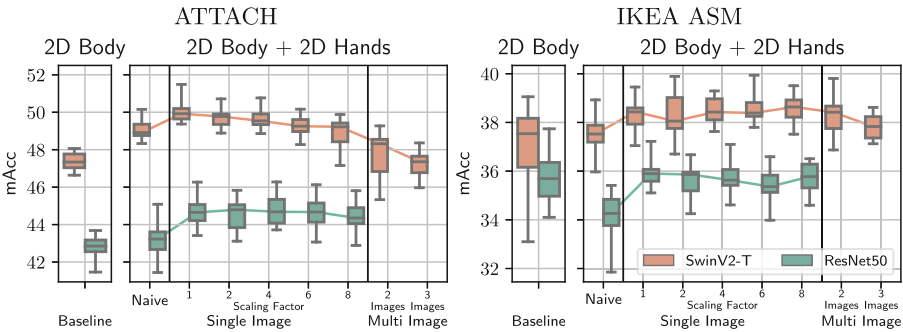 ATTACH
2D Body 2D Body + 2D Hands
mAcc
52
50
48
46
44
42
Naive 1 2 4 6 8 2 3
Scaling Factor Images Images
Baseline Single Image Multi Image
IKEA ASM
2D Body 2D Body + 2D Hands
mAcc
40
38
36
34
32
SwinV2-T ResNet50
Naive 1 2 4 6 8 2 3
Scaling Factor Images Images
Baseline Single Image Multi Image